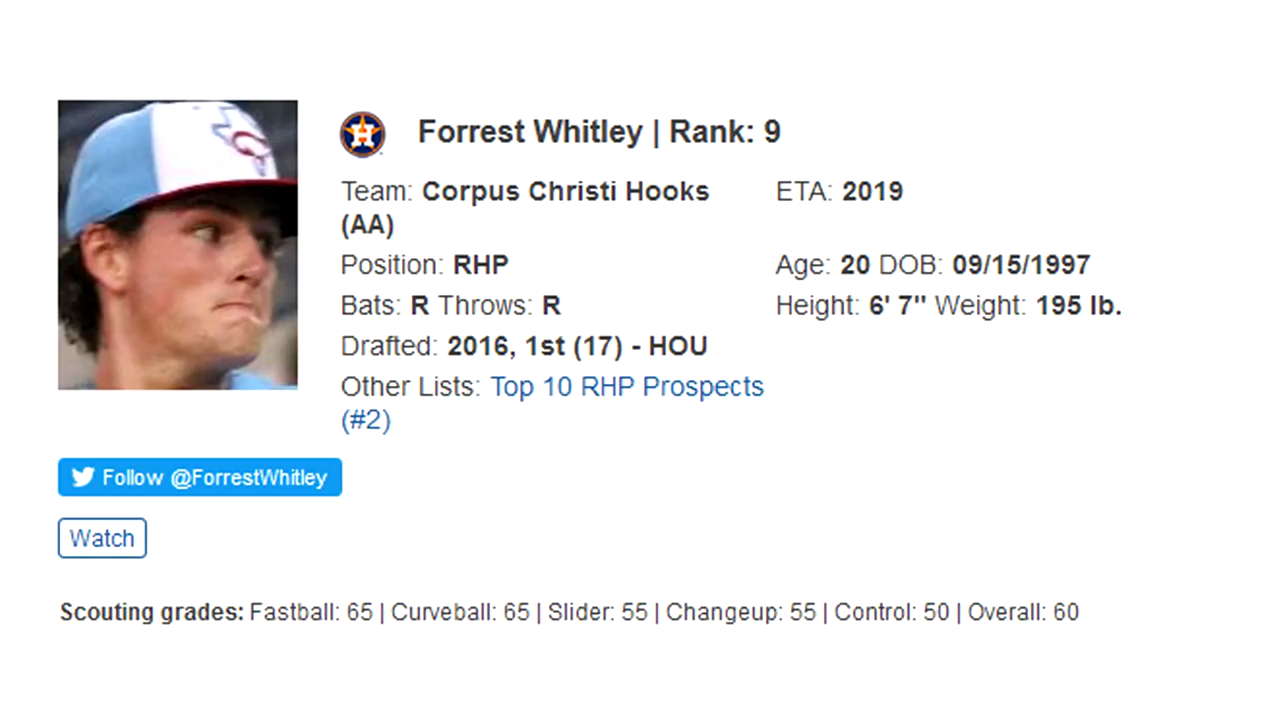 Forrest Whitley | Rank: 9
Team: Corpus Christi Hooks ETA: 2019
(AA)
Position: RHP Age: 20 DOB: 09/15/1997
Bats: R Throws: R Height: 6' 7" Weight: 195 lb.
Drafted: 2016, 1st (17) - HOU
Other Lists: Top 10 RHP Prospects
(#2)
Follow @ForrestWhitley
Watch
Scouting grades: Fastball: 65 | Curveball: 65 | Slider: 55 | Changeup: 55 | Control: 50 | Overall: 60